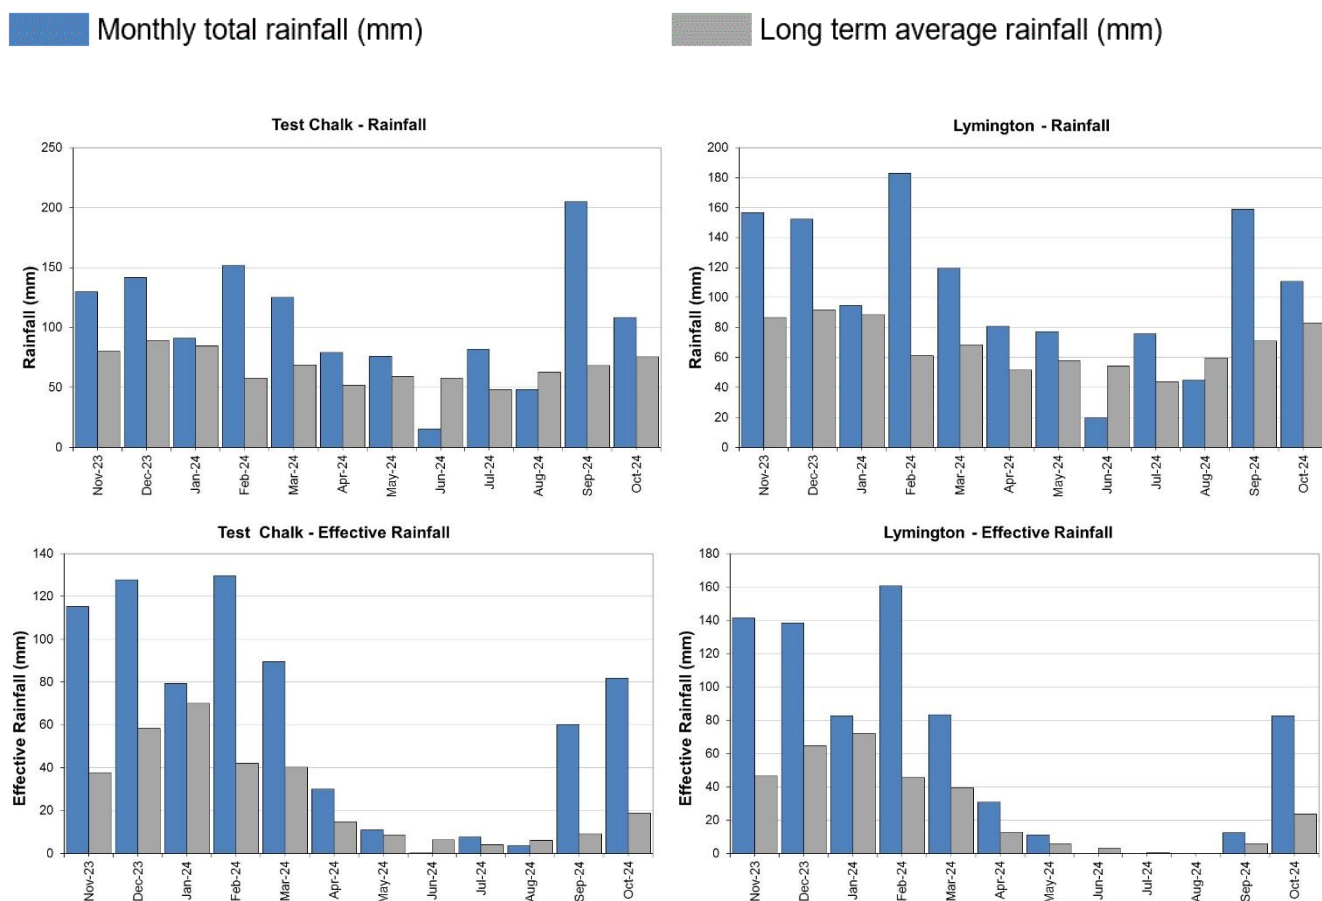 Monthly total rainfall (mm)
Long term average rainfall (mm)
Test Chalk - Rainfall
Rainfall (mm)
250
200
150
100
50
0
Nov-23
Dec-23
Jan-24
Feb-24
Mar-24
Apr-24
May-24
Jun-24
Jul-24
Aug-24
Sep-24
Oct-24
Lymington - Rainfall
Rainfall (mm)
200
180
160
140
120
100
80
60
40
20
0
Nov-23
Dec-23
Jan-24
Feb-24
Mar-24
Apr-24
May-24
Jun-24
Jul-24
Aug-24
Sep-24
Oct-24
Test Chalk - Effective Rainfall
Effective Rainfall (mm)
140
120
100
80
60
40
20
0
Nov-23
Dec-23
Jan-24
Feb-24
Mar-24
Apr-24
May-24
Jun-24
Jul-24
Aug-24
Sep-24
Oct-24
Lymington - Effective Rainfall
Effective Rainfall (mm)
180
160
140
120
100
80
60
40
20
0
Nov-23
Dec-23
Jan-24
Feb-24
Mar-24
Apr-24
May-24
Jun-24
Jul-24
Aug-24
Sep-24
Oct-24